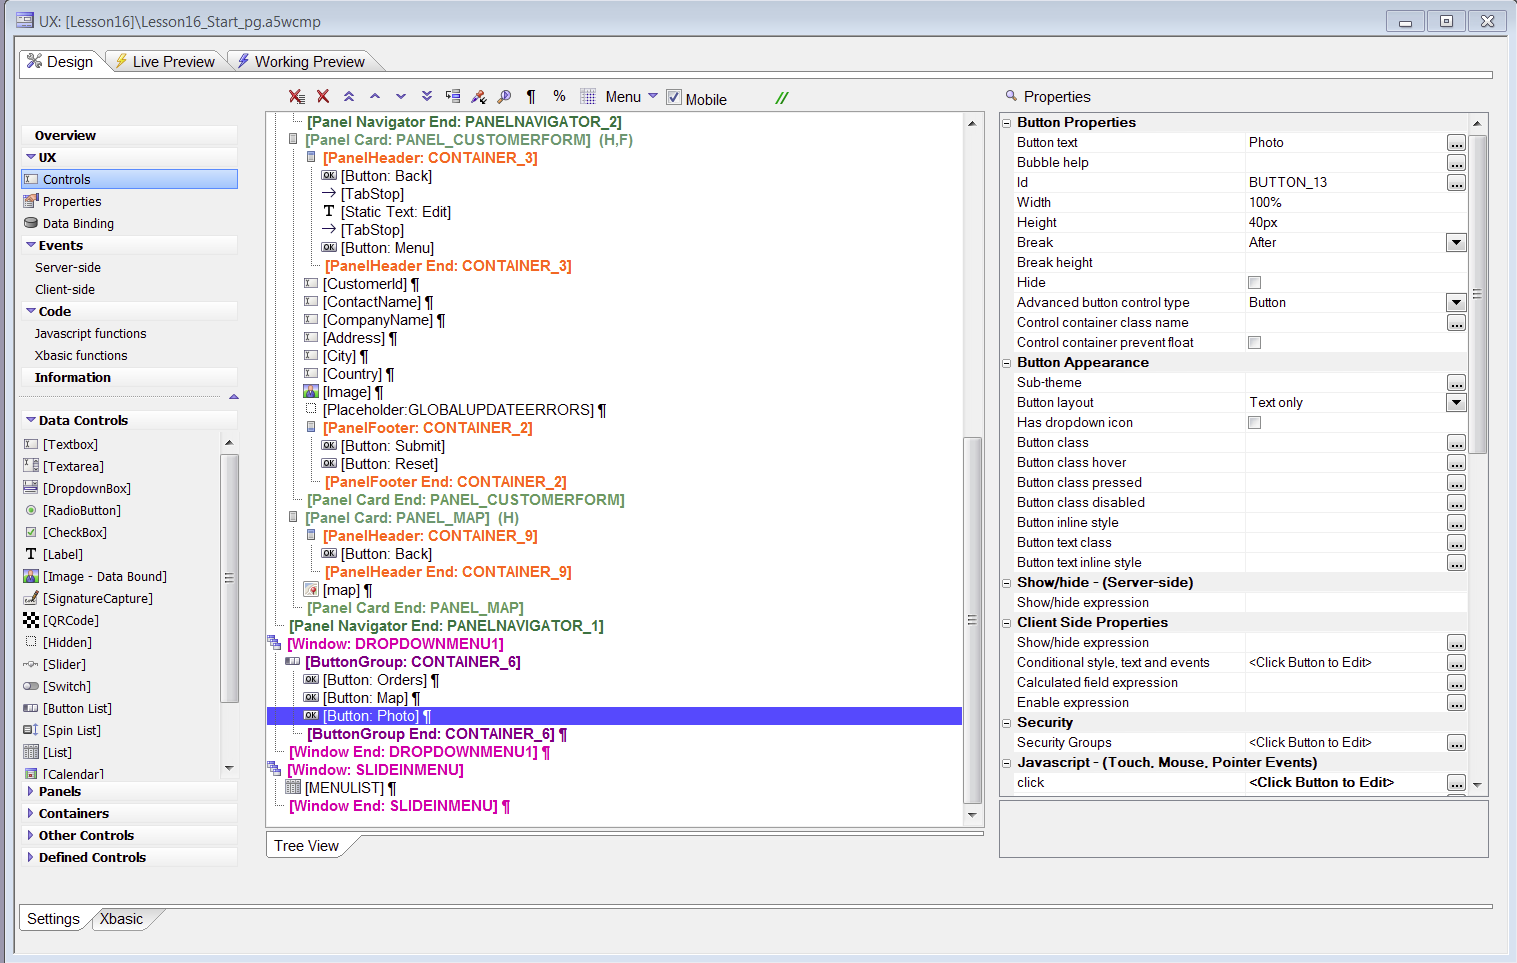 UX: [Lesson16]\Lesson16_Start_pg.a5wcmp
Design
Live Preview
Working Preview
Menu
Mobile
Overview
UX
Controls
Properties
Data Binding
Events
Server-side
Client-side
Code
Javascript functions
Xbasic functions
Information
Data Controls
[Textbox]
[Textarea]
[DropdownBox]
[RadioButton]
[CheckBox]
[Label]
[Image - Data Bound]
[SignatureCapture]
[QRCode]
[Hidden]
[Slider]
[Switch]
[Button List]
[Spin List]
[List]
[Calendar]
Panels
Containers
Other Controls
Defined Controls
[Panel Navigator End: PANELNAVIGATOR_2]
[Panel Card: PANEL_CUSTOMERFORM] (H,F)
[PanelHeader: CONTAINER_3]
OK [Button: Back]
[TabStop]
T [Static Text: Edit]
[TabStop]
OK [Button: Menu]
[PanelHeader End: CONTAINER_3]
[CustomerId] ¶
[ContactName] ¶
[CompanyName] ¶
[Address] ¶
[City] ¶
[Country] ¶
[Image] ¶
[Placeholder:GLOBALUPDATEERRORS] ¶
[PanelFooter: CONTAINER_2]
OK [Button: Submit]
OK [Button: Reset]
[PanelFooter End: CONTAINER_2]
[Panel Card End: PANEL_CUSTOMERFORM]
[Panel Card: PANEL_MAP] (H)
[PanelHeader: CONTAINER_9]
OK [Button: Back]
[PanelHeader End: CONTAINER_9]
[map] ¶
[Panel Card End: PANEL_MAP]
[Panel Navigator End: PANELNAVIGATOR_1]
[Window: DROPDOWNMENU1]
[ButtonGroup: CONTAINER_6]
OK [Button: Orders] ¶
OK [Button: Map] ¶
OK [Button: Photo] ¶
[ButtonGroup End: CONTAINER_6] ¶
[Window End: DROPDOWNMENU1] ¶
[Window: SLIDEINMENU]
[MENULIST] ¶
[Window End: SLIDEINMENU] ¶
Tree View
Properties
Button Properties
Button text Photo
Bubble help
Id BUTTON_13
Width 100%
Height 40px
Break After
Break height
Hide
Advanced button control type Button
Control container class name
Control container prevent float
Button Appearance
Sub-theme
Button layout Text only
Has dropdown icon
Button class
Button class hover
Button class pressed
Button class disabled
Button inline style
Button text class
Button text inline style
Show/hide - (Server-side)
Show/hide expression
Client Side Properties
Show/hide expression
Conditional style, text and events <Click Button to Edit>
Calculated field expression
Enable expression
Security
Security Groups <Click Button to Edit>
Javascript - (Touch, Mouse, Pointer Events)
click <Click Button to Edit>
Settings
Xbasic